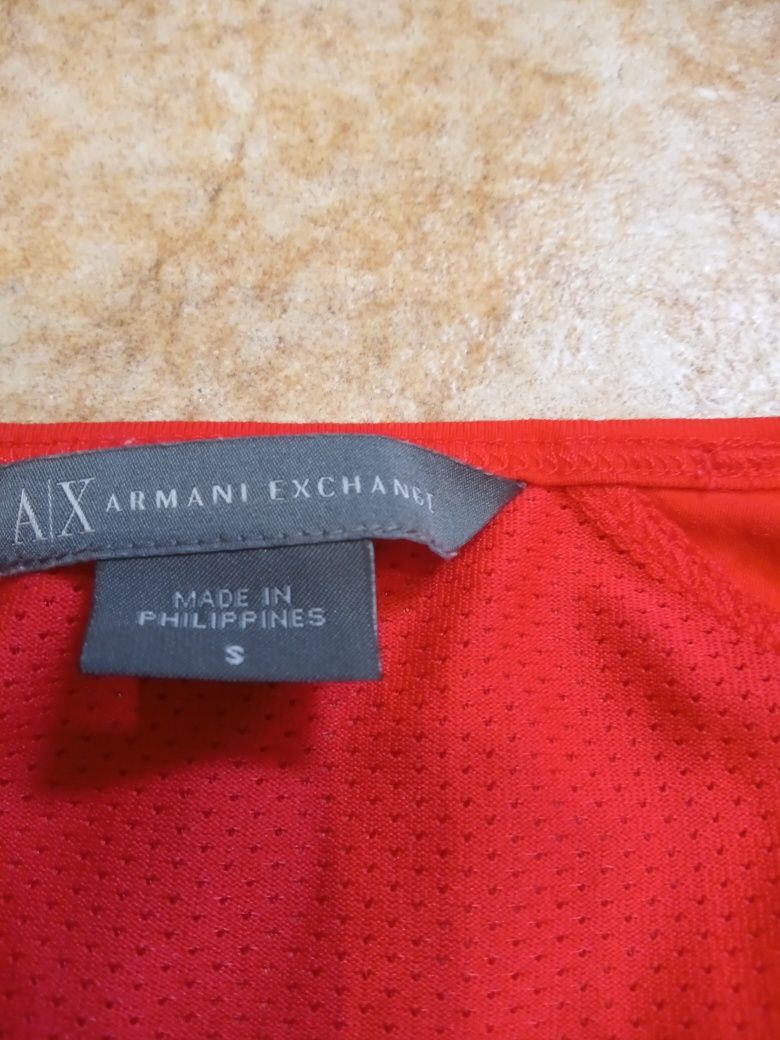 A|X ARMANI EXCHANGE
MADE IN
PHILIPPINES
S